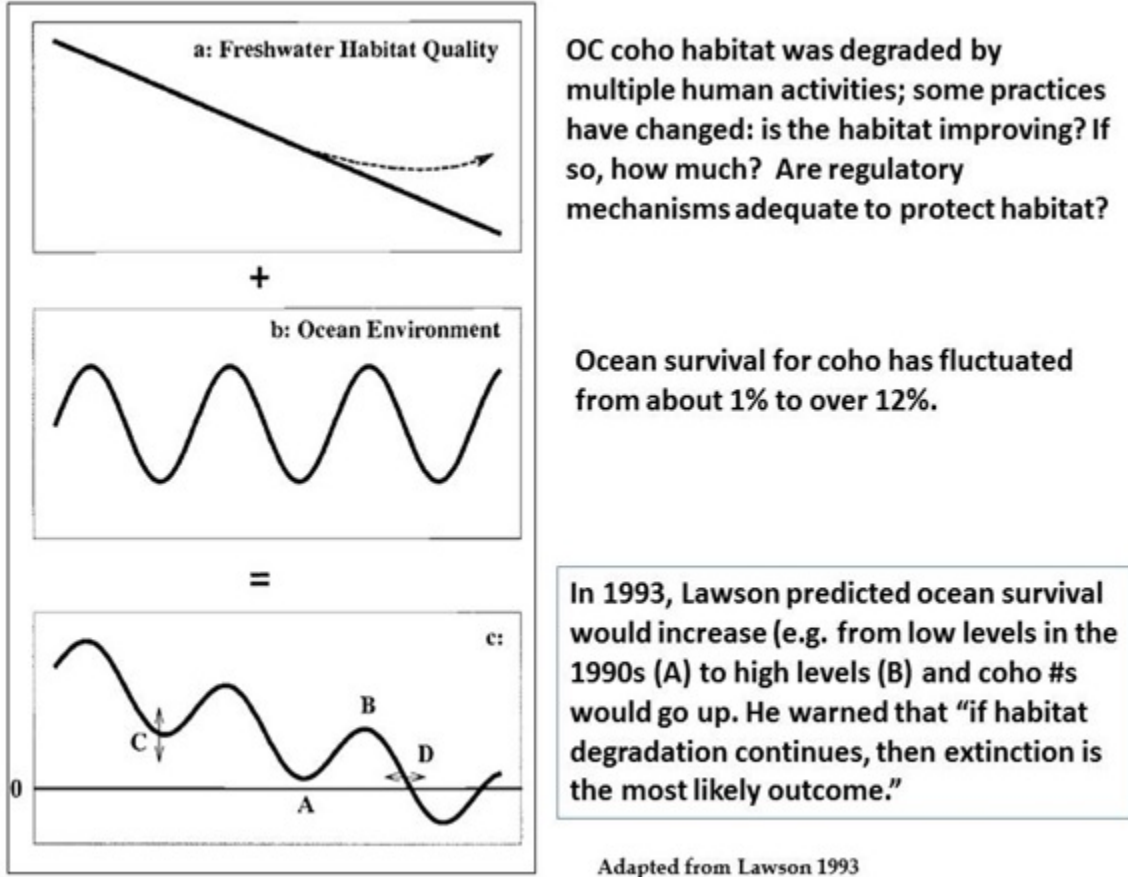 a: Freshwater Habitat Quality
OC coho habitat was degraded by
multiple human activities; some practices
have changed: is the habitat improving? If
so, how much?  Are regulatory
mechanisms adequate to protect habitat?
+
b: Ocean Environment
Ocean survival for coho has fluctuated
from about 1% to over 12%.
=
c:
B
C
D
0
A
In 1993, Lawson predicted ocean survival
would increase (e.g. from low levels in the
1990s (A) to high levels (B) and coho #s
would go up. He warned that “if habitat
degradation continues, then extinction is
the most likely outcome.”
Adapted from Lawson 1993